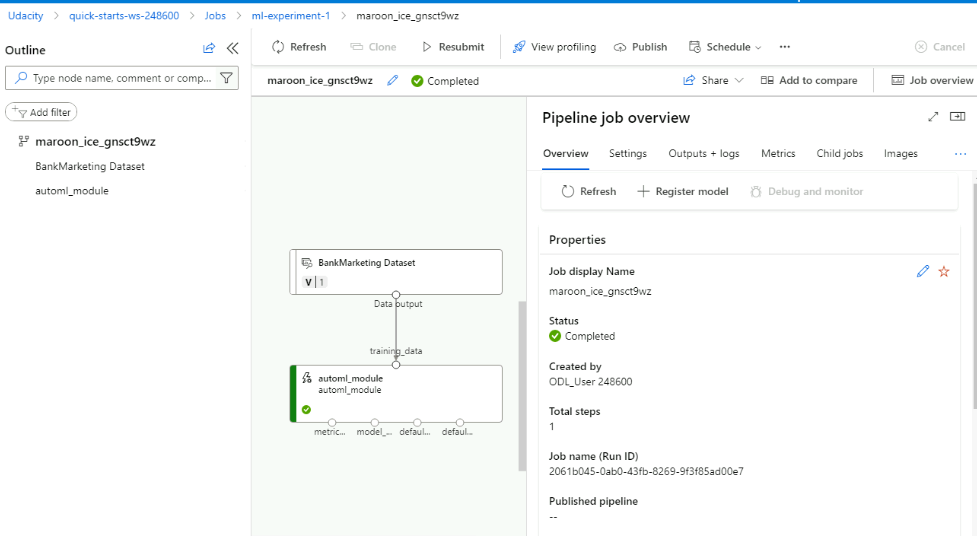 Udacity > quick-starts-ws-248600 > Jobs > ml-experiment-1 > maroon_ice_gnsct9wz
Outline
Type node name, comment or comp...
Add filter
maroon_ice_gnsct9wz
BankMarketing Dataset
automl_module
Refresh Clone Resubmit View profiling Publish Schedule ... Cancel
maroon_ice_gnsct9wz Completed Share Add to compare Job overview
BankMarketing Dataset
V | 1
Data output
training_data
automl_module
automl_module
metric... model_... defaul... defaul...
Pipeline job overview
Overview Settings Outputs + logs Metrics Child jobs Images ...
Refresh Register model Debug and monitor
Properties
Job display Name
maroon_ice_gnsct9wz
Status
Completed
Created by
ODL_User 248600
Total steps
1
Job name (Run ID)
2061b045-0ab0-43fb-8269-9f3f85ad00e7
Published pipeline
--